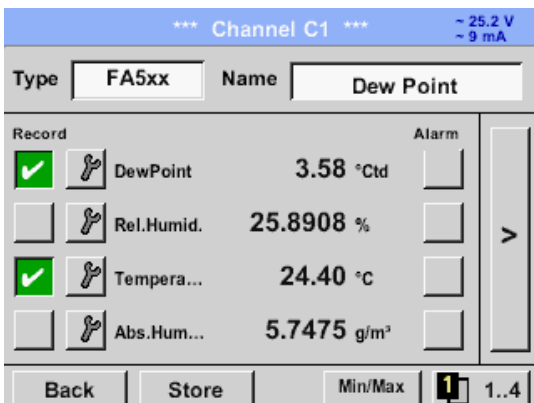 *** Channel C1 ***
~ 25.2 V
~ 9 mA
Type FA5xx Name Dew Point
Record Alarm
DewPoint 3.58 °Ctd
Rel.Humid. 25.8908 %
Tempera... 24.40 °C
Abs.Hum... 5.7475 g/m³
>
Back Store Min/Max 1 1..4